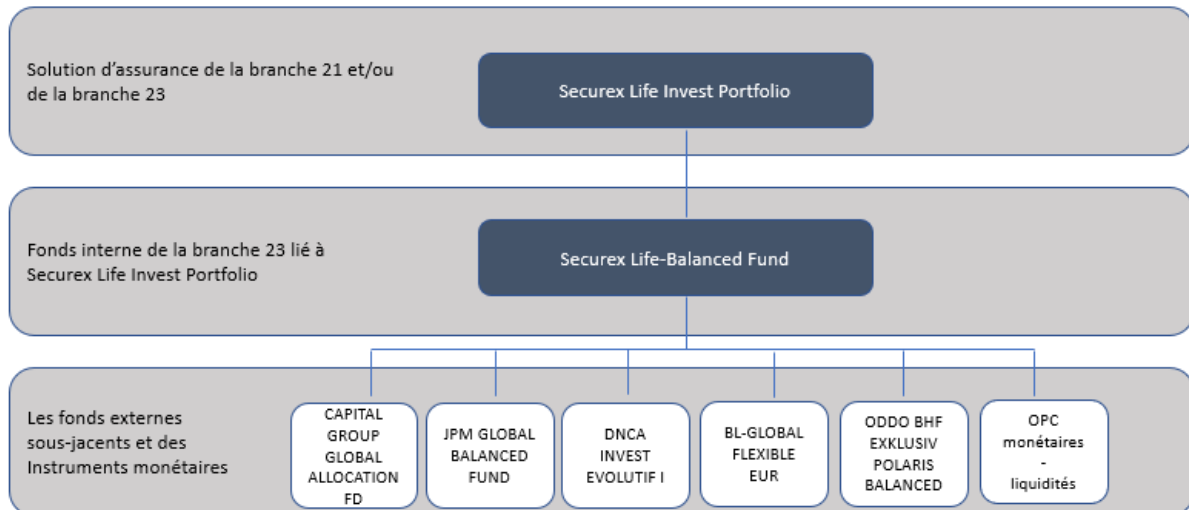 Solution d'assurance de la branche 21 et/ou
de la branche 23
Securex Life Invest Portfolio
Fonds interne de la branche 23 lié à
Securex Life Invest Portfolio
Securex Life-Balanced Fund
Les fonds externes
sous-jacents et des
Instruments monétaires
CAPITAL
GROUP
GLOBAL
ALLOCATION
FD
JPM GLOBAL
BALANCED
FUND
DNCA
INVEST
EVOLUTIF I
BL-GLOBAL
FLEXIBLE
EUR
ODDO BHF
EXKLUSIV
POLARIS
BALANCED
OPC
monétaires
-
liquidités